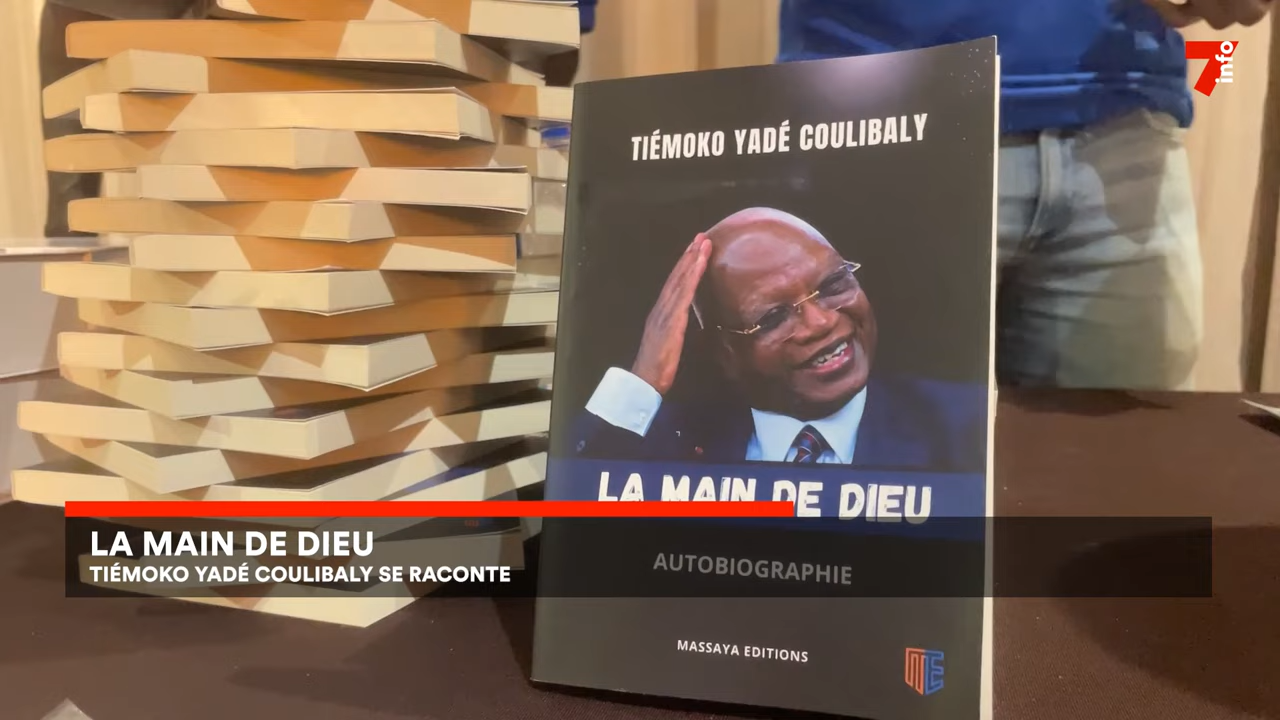 7
info
TIÉMOKO YADÉ COULIBALY
LA MAIN DE DIEU
LA MAIN DE DIEU
TIÉMOKO YADÉ COULIBALY SE RACONTE
AUTOBIOGRAPHIE
MASSAYA EDITIONS